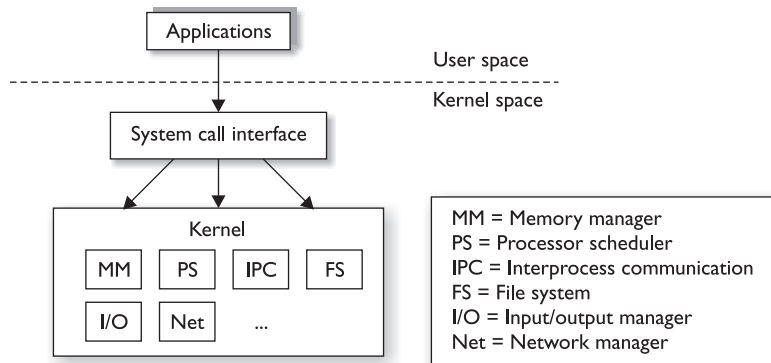 Applications
User space
Kernel space
System call interface
Kernel
MM PS IPC FS
I/O Net ...
MM = Memory manager
PS = Processor scheduler
IPC = Interprocess communication
FS = File system
I/O = Input/output manager
Net = Network manager